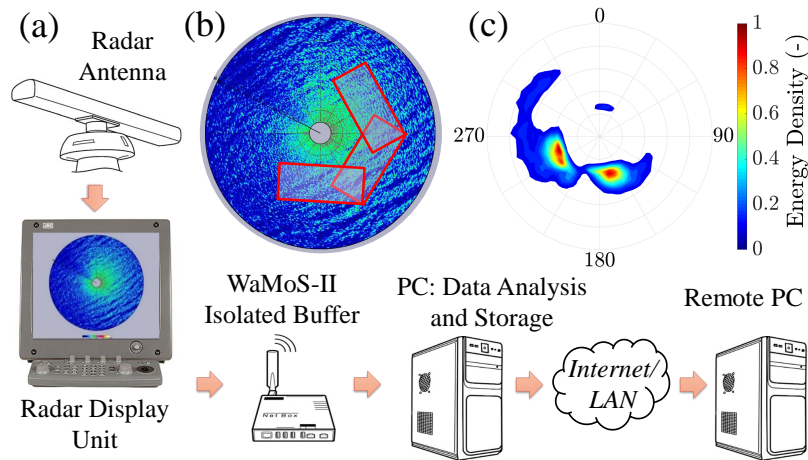 (a)
Radar
Antenna
(b)
(c)
0
90
180
270
1
0.8
0.6
0.4
0.2
0
Energy Density (-)
JRC
Radar Display
Unit
WaMoS-II
Isolated Buffer
Net Box
PC: Data Analysis
and Storage
Internet/
LAN
Remote PC